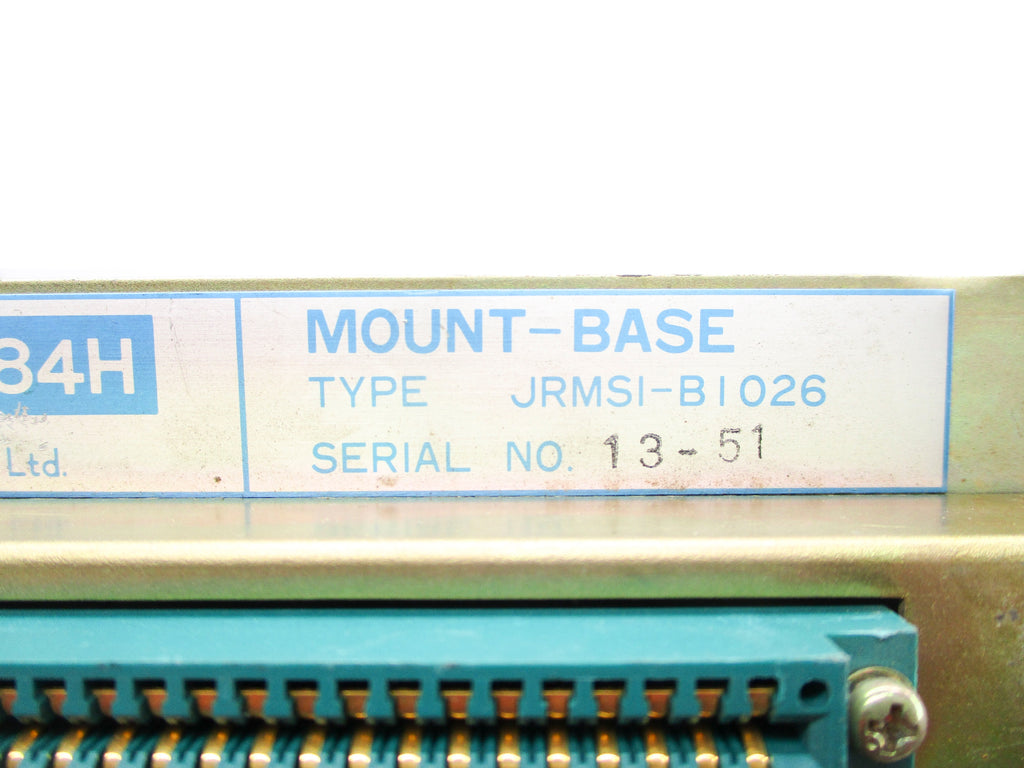 84H
Ltd.
MOUNT-BASE
TYPE JRMSI-B1026
SERIAL NO. 13-51